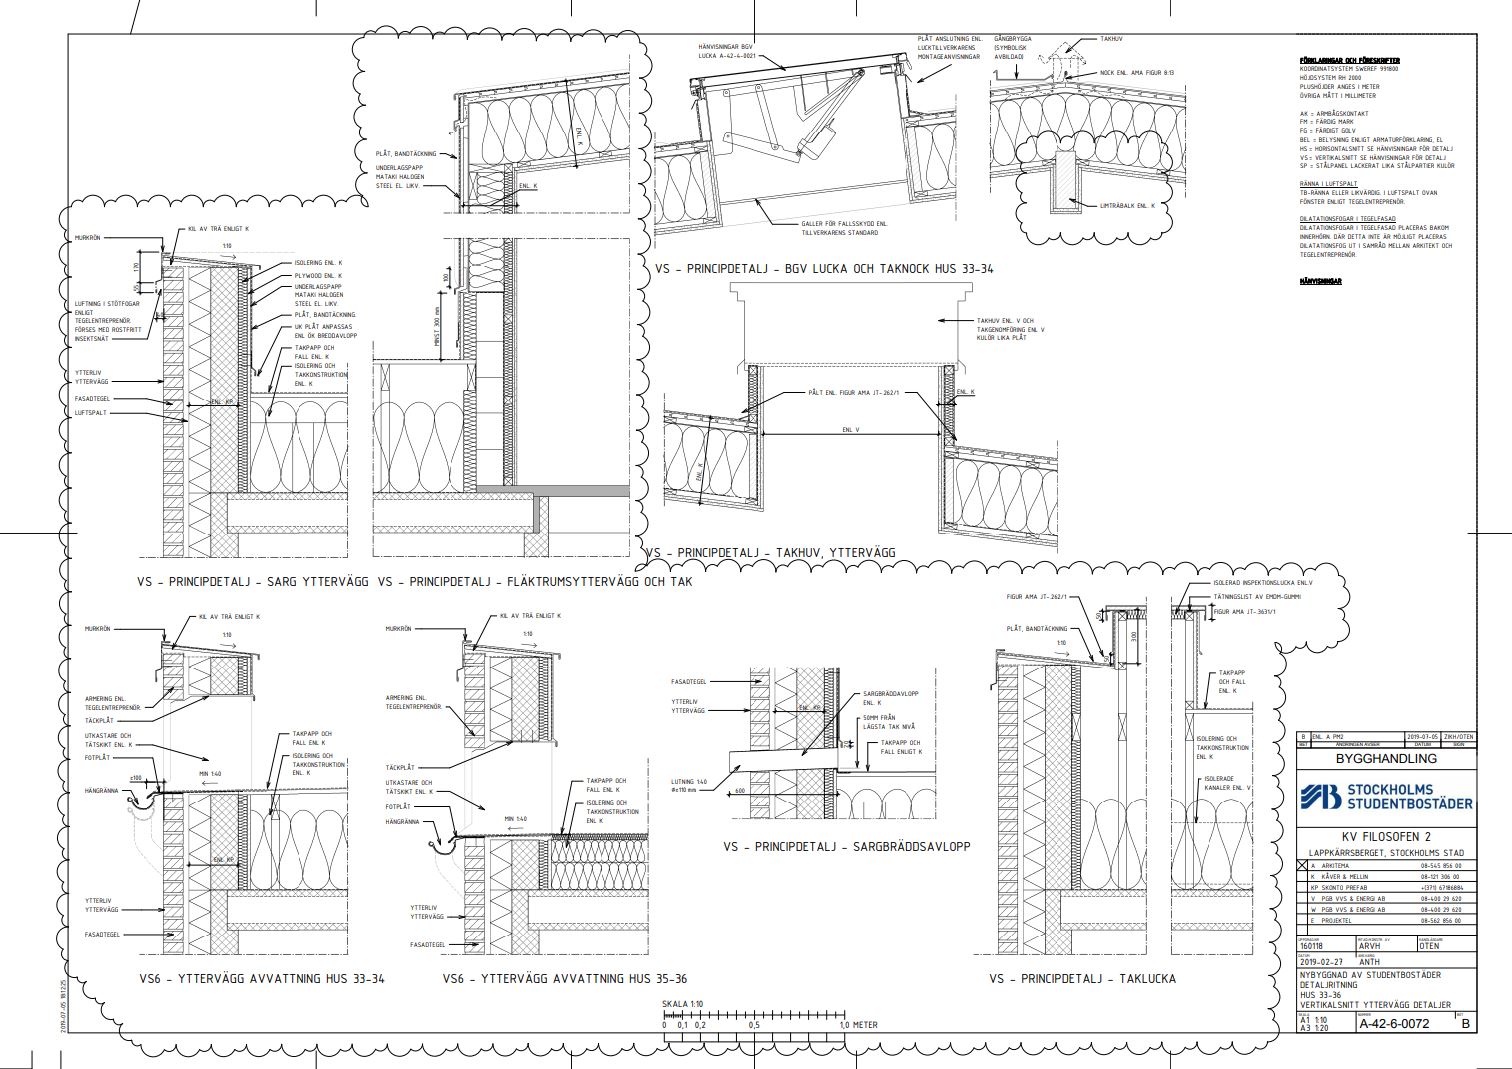 HÄNVISNINGAR BGV
LUCKA A-42-4-0021
PLÅT ANSLUTNING ENL.
LUCKTILLVERKARENS
MONTAGEANVISNINGAR
GÅNGBRYGGA
(SYMBOLISK
AVBILDAD)
TAKHUV
NOCK ENL. AMA FIGUR 8:13
PLÅT, BANDTÄCKNING
UNDERLAGSPAPP
MATAKI HALOGEN
STEEL EL. LIKV.
ENL. K
ENL. K
GALLER FÖR FALLSSKYDD ENL.
TILLVERKARENS STANDARD
LIMTRÄBALK ENL. K
VS - PRINCIPDETALJ - BGV LUCKA OCH TAKNOCK HUS 33-34
MURKRÖN
KIL AV TRÄ ENLIGT K
1:10
170
55
LUFTNING I STÖTFOGAR
ENLIGT
TEGELENTREPRENÖR.
FÖRSES MED ROSTFRITT
INSEKTSNÄT
ISOLERING ENL. K
PLYWOOD ENL. K
UNDERLAGSPAPP
MATAKI HALOGEN
STEEL EL. LIKV.
PLÅT, BANDTÄCKNING
UK PLÅT ANPASSAS
ENL ÖK BREDDAVLOPP
TAKPAPP OCH
FALL ENL. K
ISOLERING OCH
TAKKONSTRUKTION
ENL. K
YTTERLIV
YTTERVÄGG
FASADTEGEL
LUFTSPALT
ENL. KP
100
MINST 300 mm
VS - PRINCIPDETALJ - SARG YTTERVÄGG
VS - PRINCIPDETALJ - FLÄKTRUMSYTTERVÄGG OCH TAK
TAKHUV ENL. V OCH
TAKGENOMFÖRING ENL V
KULÖR LIKA PLÅT
PÅLT ENL. FIGUR AMA JT-262/1
ENL. K
ENL V
ENL. K
VS - PRINCIPDETALJ - TAKHUV, YTTERVÄGG
MURKRÖN
KIL AV TRÄ ENLIGT K
1:10
ARMERING ENL.
TEGELENTREPRENÖR.
TÄCKPLÅT
UTKASTARE OCH
TÄTSKIKT ENL. K
FOTPLÅT
≤100
HÄNGRÄNNA
MIN 1:40
TAKPAPP OCH
FALL ENL K
ISOLERING OCH
TAKKONSTRUKTION
ENL. K
ENL KP
YTTERLIV
YTTERVÄGG
FASADTEGEL
VS6 - YTTERVÄGG AVVATTNING HUS 33-34
MURKRÖN
KIL AV TRÄ ENLIGT K
1:10
ARMERING ENL.
TEGELENTREPRENÖR.
TÄCKPLÅT
UTKASTARE OCH
TÄTSKIKT ENL. K
FOTPLÅT
HÄNGRÄNNA
MIN 1:40
TAKPAPP OCH
FALL ENL. K
ISOLERING OCH
TAKKONSTRUKTION
ENL. K
YTTERLIV
YTTERVÄGG
FASADTEGEL
VS6 - YTTERVÄGG AVVATTNING HUS 35-36
FASADTEGEL
YTTERLIV
YTTERVÄGG
ENL. KP
SARGBRÄDDAVLOPP
ENL. K
50MM FRÅN
LÄGSTA TAK NIVÅ
TAKPAPP OCH
FALL ENLIGT K
LUTNING 1:40
Ø≤110 mm
600
VS - PRINCIPDETALJ - SARGBRÄDDSAVLOPP
FIGUR AMA JT-262/1
PLÅT, BANDTÄCKNING
1:10
50
300
50
ISOLERAD INSPEKTIONSLUCKA ENL.V
TÄTNINGSLIST AV EMDM-GUMMI
FIGUR AMA JT-3631/1
TAKPAPP
OCH FALL
ENL. K
ISOLERING OCH
TAKKONSTRUKTION
ENL K
ISOLERADE
KANALER ENL. V
VS - PRINCIPDETALJ - TAKLUCKA
SKALA 1:10
0 0,1 0,2 0,5 1,0 METER
FÖRKLARINGAR OCH FÖRESKRIFTER
KOORDINATSYSTEM SWEREF 991800
HÖJDSYSTEM RH 2000
PLUSHÖJDER ANGES I METER
ÖVRIGA MÅTT I MILLIMETER
AK = ARMBÅGSKONTAKT
FM = FÄRDIG MARK
FG = FÄRDIGT GOLV
BEL = BELYSNING ENLIGT ARMATURFÖRKLARING, EL
HS = HORISONTALSNITT SE HÄNVISNINGAR FÖR DETALJ
VS = VERTIKALSNITT SE HÄNVISNINGAR FÖR DETALJ
SP = STÅLPANEL LACKERAT LIKA STÅLPARTIER KULÖR
RÄNNA I LUFTSPALT
TB-RÄNNA ELLER LIKVÄRDIG. I LUFTSPALT OVAN
FÖNSTER ENLIGT TEGELENTREPRENÖR.
DILATATIONSFOGAR I TEGELFASAD
DILATATIONSFOGAR I TEGELFASAD PLACERAS BAKOM
INNERHÖRN. DÄR DETTA INTE ÄR MÖJLIGT PLACERAS
DILATATIONSFOG UT I SAMRÅD MELLAN ARKITEKT OCH
TEGELENTREPRENÖR
HÄNVISNINGAR
B ENL. A PM2 2019-07-05 ZIKH/OTEN
BET ÄNDRINGEN AVSER DATUM SIGN
BYGGHANDLING
STOCKHOLMS
STUDENTBOSTÄDER
KV FILOSOFEN 2
LAPPKÄRRSBERGET, STOCKHOLMS STAD
A ARKITEMA 08-545 856 00
K KÅVER & MELLIN 08-121 306 00
KP SKONTO PREFAB +(371) 67186884
V PGB VVS & ENERGI AB 08-400 29 620
W PGB VVS & ENERGI AB 08-400 29 620
E PROJEKTEL 08-562 856 00
160118 ARVH OTEN
2019-02-27 ANTH
NYBYGGNAD AV STUDENTBOSTÄDER
DETALJRITNING
HUS 33-36
VERTIKALSNITT YTTERVÄGG DETALJER
A1 1:10
A3 1:20
A-42-6-0072
B
2019-07-05 18:12:25